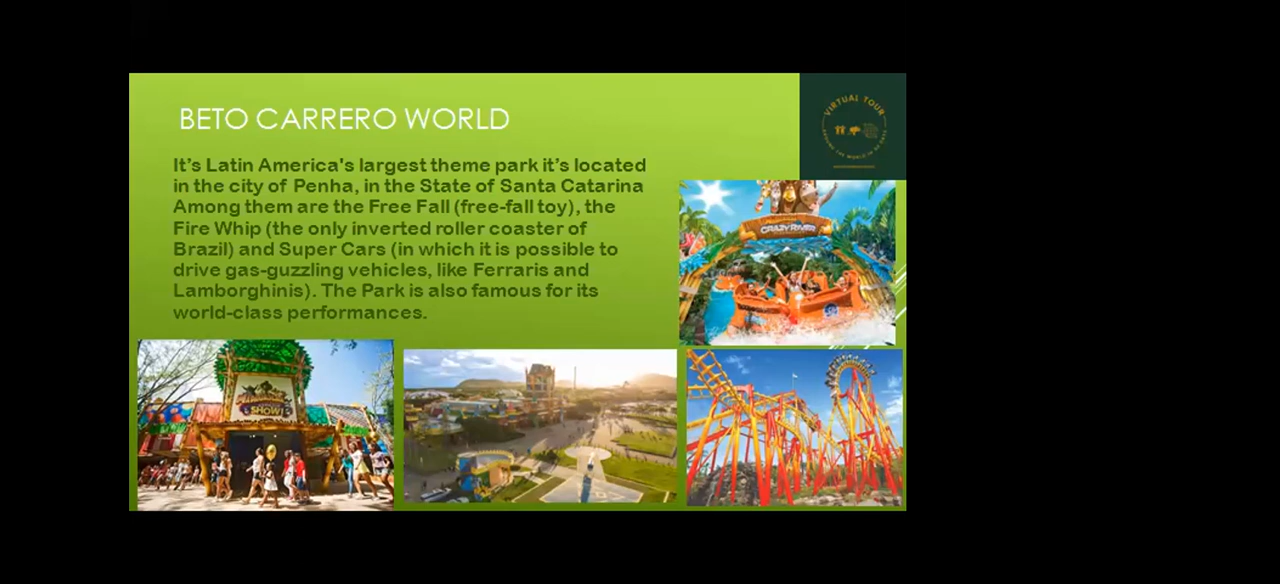 BETO CARRERO WORLD
It’s Latin America's largest theme park it’s located
in the city of Penha, in the State of Santa Catarina
Among them are the Free Fall (free-fall toy), the
Fire Whip (the only inverted roller coaster of
Brazil) and Super Cars (in which it is possible to
drive gas-guzzling vehicles, like Ferraris and
Lamborghinis). The Park is also famous for its
world-class performances.
VIRTUAL TOUR
CRAZY RIVER
SHOW